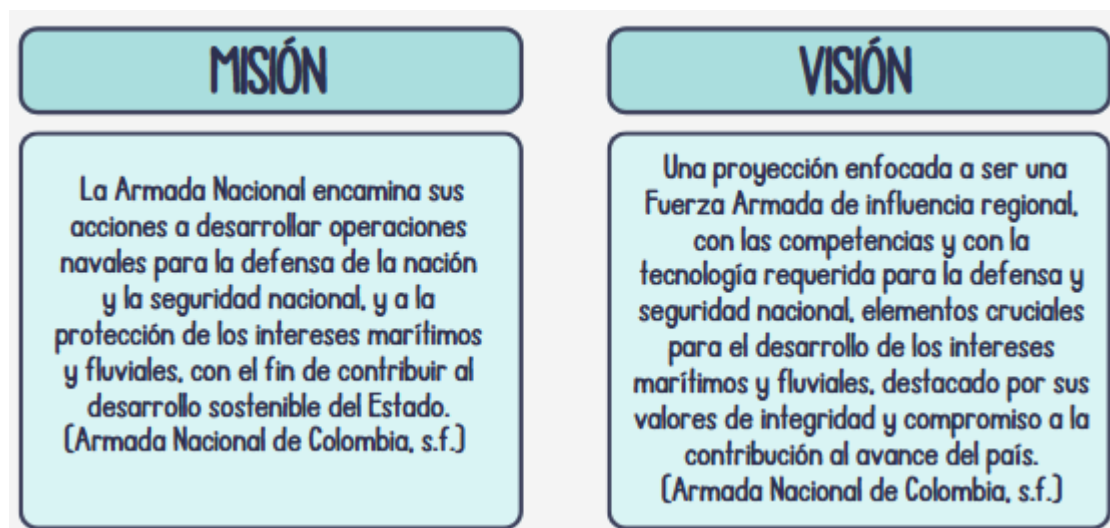 MISIÓN
La Armada Nacional encamina sus
acciones a desarrollar operaciones
navales para la defensa de la nación
y la seguridad nacional, y a la
protección de los intereses marítimos
y fluviales, con el fin de contribuir al
desarrollo sostenible del Estado.
(Armada Nacional de Colombia, s.f.)
VISIÓN
Una proyección enfocada a ser una
Fuerza Armada de influencia regional,
con las competencias y con la
tecnología requerida para la defensa y
seguridad nacional, elementos cruciales
para el desarrollo de los intereses
marítimos y fluviales, destacado por sus
valores de integridad y compromiso a la
contribución al avance del país.
(Armada Nacional de Colombia, s.f.)